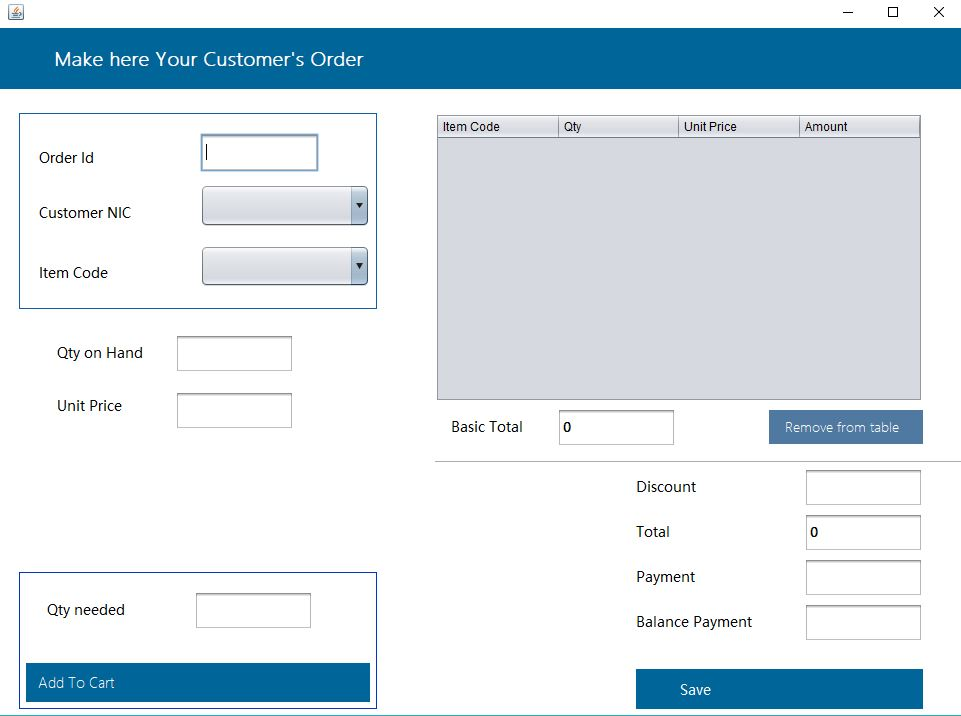 Make here Your Customer's Order
Order Id
Customer NIC
Item Code
Qty on Hand
Unit Price
Qty needed
Add To Cart
Item Code Qty Unit Price Amount
Basic Total 0 Remove from table
Discount
Total 0
Payment
Balance Payment
Save